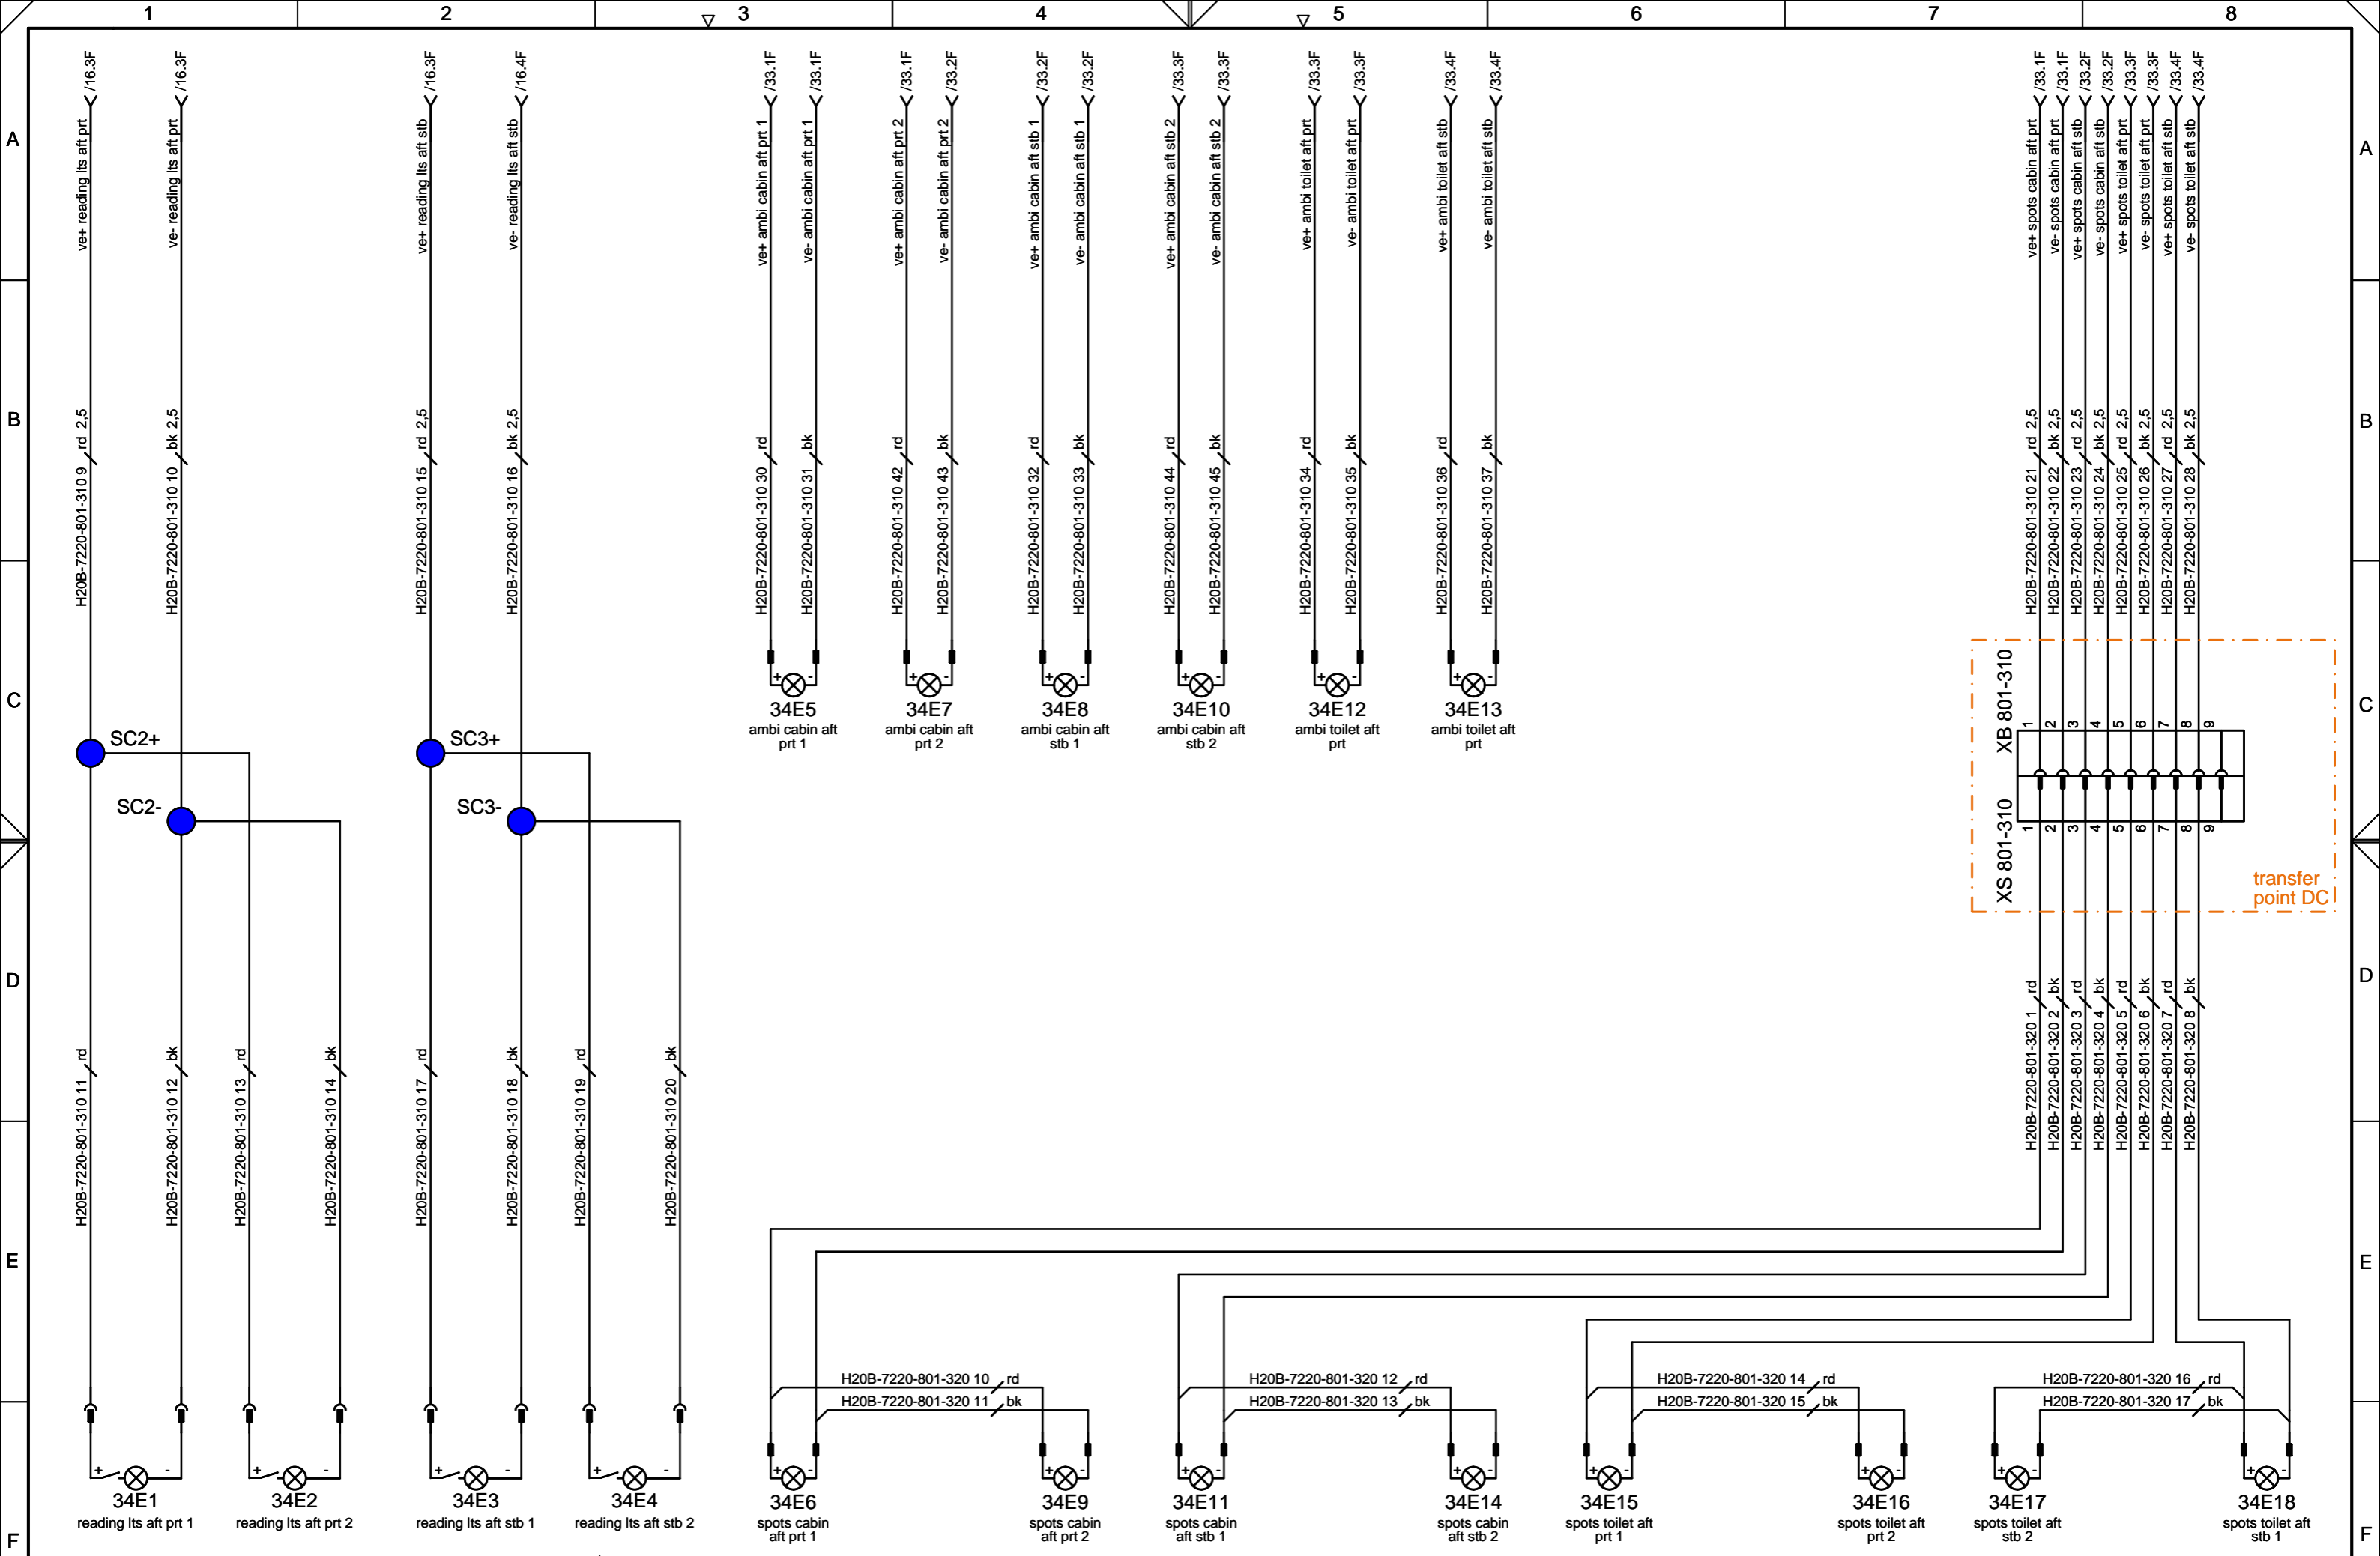 1 2 3 4 5 6 7 8
A A
B B
C C
D D
E E
F F
/16.3F
/16.3F
/16.3F
/16.4F
/33.1F
/33.1F
/33.1F
/33.2F
/33.2F
/33.2F
/33.3F
/33.3F
/33.3F
/33.3F
/33.4F
/33.4F
/33.1F
/33.1F
/33.2F
/33.2F
/33.3F
/33.3F
/33.4F
/33.4F
ve+ reading lts aft prt
ve- reading lts aft prt
ve+ reading lts aft stb
ve- reading lts aft stb
ve+ ambi cabin aft prt 1
ve- ambi cabin aft prt 1
ve+ ambi cabin aft prt 2
ve- ambi cabin aft prt 2
ve+ ambi cabin aft stb 1
ve- ambi cabin aft stb 1
ve+ ambi cabin aft stb 2
ve- ambi cabin aft stb 2
ve+ ambi toilet aft prt
ve- ambi toilet aft prt
ve+ ambi toilet aft stb
ve- ambi toilet aft stb
ve+ spots cabin aft prt
ve- spots cabin aft prt
ve+ spots cabin aft stb
ve- spots cabin aft stb
ve+ spots toilet aft prt
ve- spots toilet aft prt
ve+ spots toilet aft stb
ve- spots toilet aft stb
H20B-7220-801-310 9 rd 2,5
H20B-7220-801-310 10 bk 2,5
H20B-7220-801-310 15 rd 2,5
H20B-7220-801-310 16 bk 2,5
H20B-7220-801-310 30 rd
H20B-7220-801-310 31 bk
H20B-7220-801-310 42 rd
H20B-7220-801-310 43 bk
H20B-7220-801-310 32 rd
H20B-7220-801-310 33 bk
H20B-7220-801-310 44 rd
H20B-7220-801-310 45 bk
H20B-7220-801-310 34 rd
H20B-7220-801-310 35 bk
H20B-7220-801-310 36 rd
H20B-7220-801-310 37 bk
H20B-7220-801-310 21 rd 2,5
H20B-7220-801-310 22 bk 2,5
H20B-7220-801-310 23 rd 2,5
H20B-7220-801-310 24 bk 2,5
H20B-7220-801-310 25 rd 2,5
H20B-7220-801-310 26 bk 2,5
H20B-7220-801-310 27 rd 2,5
H20B-7220-801-310 28 bk 2,5
+ -
34E5
ambi cabin aft
prt 1
+ -
34E7
ambi cabin aft
prt 2
+ -
34E8
ambi cabin aft
stb 1
+ -
34E10
ambi cabin aft
stb 2
+ -
34E12
ambi toilet aft
prt
+ -
34E13
ambi toilet aft
prt
SC2+
SC2-
SC3+
SC3-
XB 801-310
1 2 3 4 5 6 7 8 9
XS 801-310
1 2 3 4 5 6 7 8 9
transfer
point DC
H20B-7220-801-310 11 rd
H20B-7220-801-310 12 bk
H20B-7220-801-310 13 rd
H20B-7220-801-310 14 bk
H20B-7220-801-310 17 rd
H20B-7220-801-310 18 bk
H20B-7220-801-310 19 rd
H20B-7220-801-310 20 bk
H20B-7220-801-320 1 rd
H20B-7220-801-320 2 bk
H20B-7220-801-320 3 rd
H20B-7220-801-320 4 bk
H20B-7220-801-320 5 rd
H20B-7220-801-320 6 bk
H20B-7220-801-320 7 rd
H20B-7220-801-320 8 bk
H20B-7220-801-320 10 rd
H20B-7220-801-320 11 bk
H20B-7220-801-320 12 rd
H20B-7220-801-320 13 bk
H20B-7220-801-320 14 rd
H20B-7220-801-320 15 bk
H20B-7220-801-320 16 rd
H20B-7220-801-320 17 bk
+ -
34E1
reading lts aft prt 1
+ -
34E2
reading lts aft prt 2
+ -
34E3
reading lts aft stb 1
+ -
34E4
reading lts aft stb 2
+ -
34E6
spots cabin
aft prt 1
+ -
34E9
spots cabin
aft prt 2
+ -
34E11
spots cabin
aft stb 1
+ -
34E14
spots cabin
aft stb 2
+ -
34E15
spots toilet aft
prt 1
+ -
34E16
spots toilet aft
prt 2
+ -
34E17
spots toilet aft
stb 2
+ -
34E18
spots toilet aft
stb 1